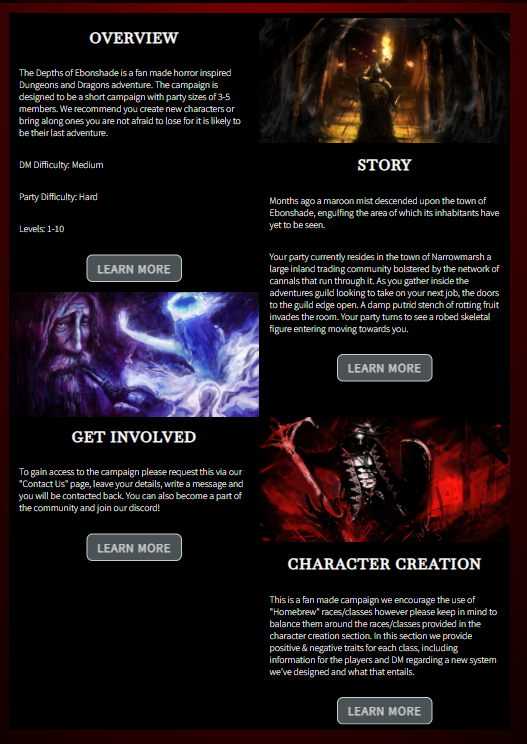 OVERVIEW
The Depths of Ebonshade is a fan made horror inspired
Dungeons and Dragons adventure. The campaign is
designed to be a short campaign with party sizes of 3-5
members. We recommend you create new characters or
bring along ones you are not afraid to lose for it is likely to
be their last adventure.
DM Difficulty: Medium
Party Difficulty: Hard
Levels: 1-10
LEARN MORE
STORY
Months ago a maroon mist descended upon the town of
Ebonshade, engulfing the area of which its inhabitants have
yet to be seen.
Your party currently resides in the town of Narrowmarsh a
large inland trading community bolstered by the network of
cannals that run through it. As you gather inside the
adventures guild looking to take on your next job, the doors
to the guild edge open. A damp putrid stench of rotting fruit
invades the room. Your party turns to see a robed skeletal
figure entering moving towards you.
LEARN MORE
GET INVOLVED
To gain access to the campaign please request this via our
"Contact Us" page, leave your details, write a message and
you will be contacted back. You can also become a part of
the community and join our discord!
LEARN MORE
CHARACTER CREATION
This is a fan made campaign we encourage the use of
"Homebrew" races/classes however please keep in mind to
balance them around the races/classes provided in the
character creation section. In this section we provide
positive & negative traits for each class, including
information for the players and DM regarding a new system
we've designed and what that entails.
LEARN MORE